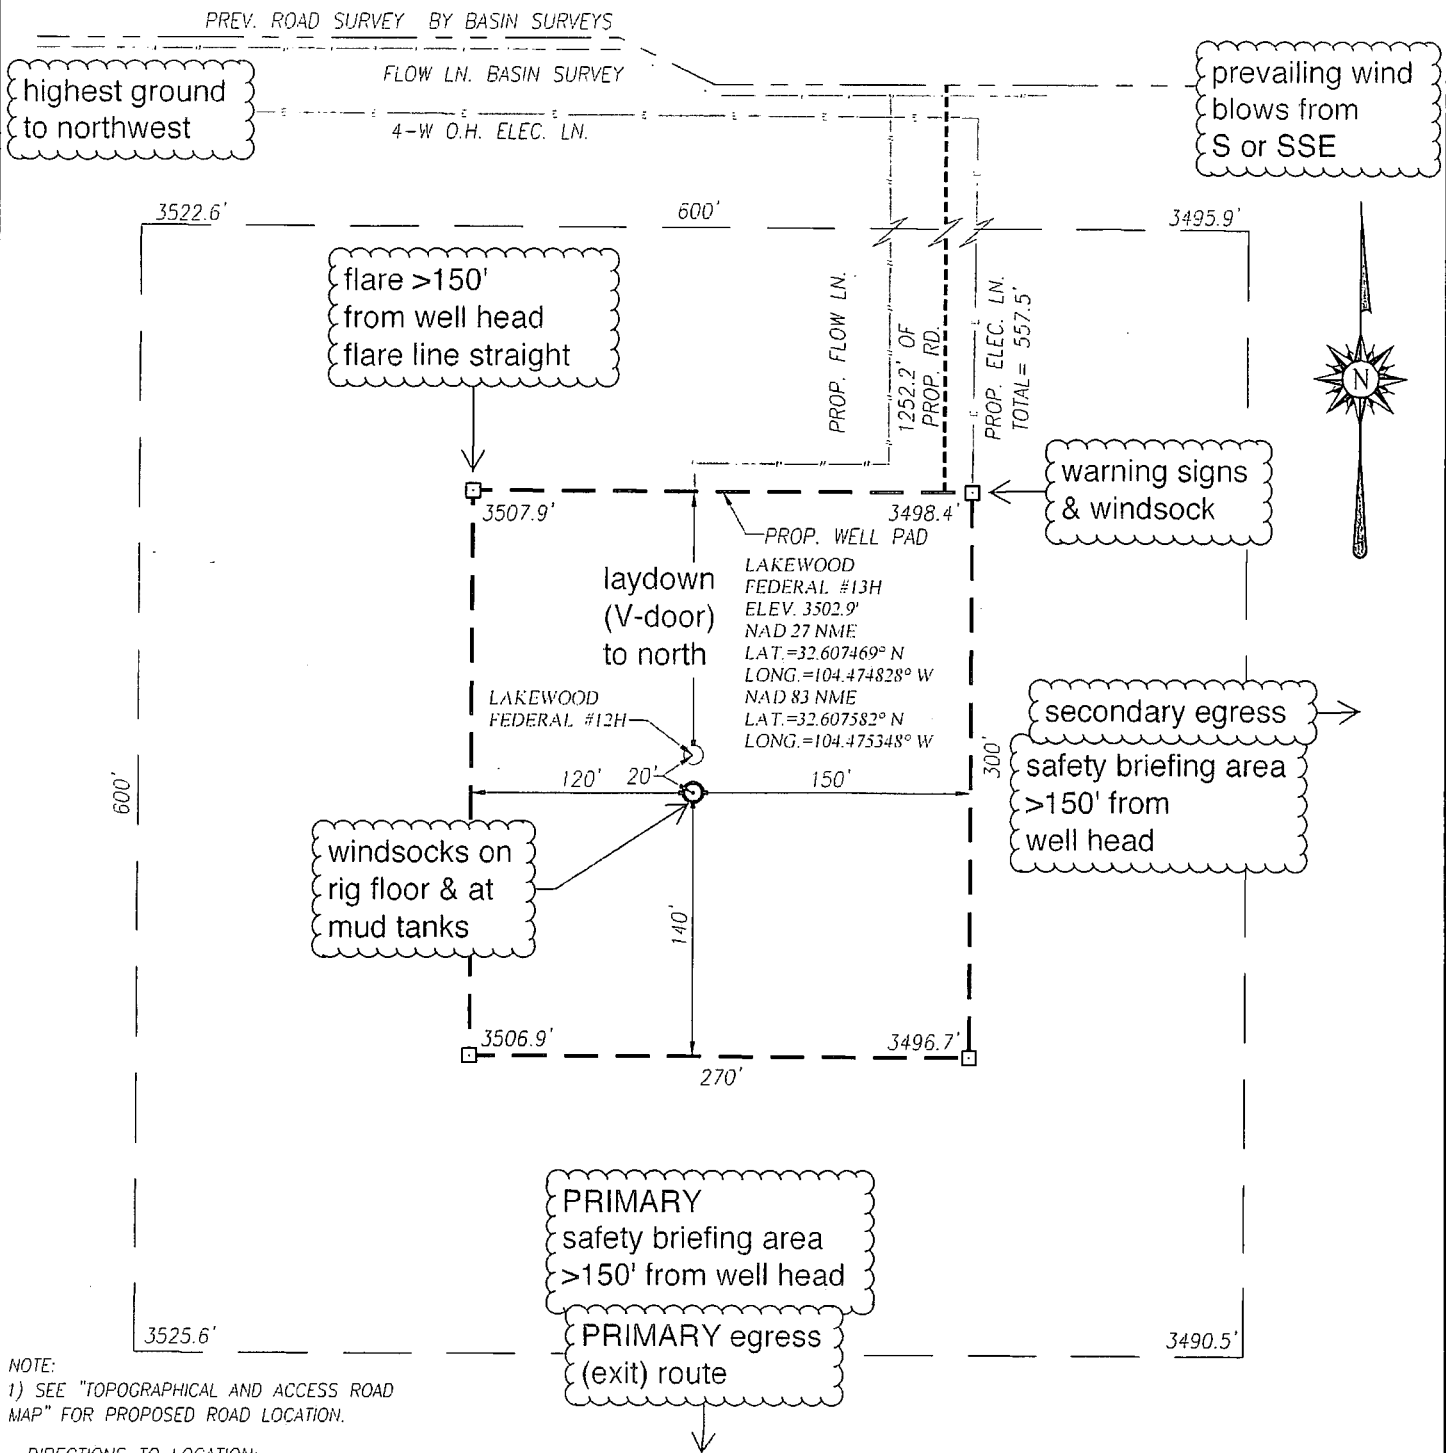 PREV. ROAD SURVEY BY BASIN SURVEYS
FLOW LN. BASIN SURVEY
4-W O.H. ELEC. LN.
highest ground
to northwest
prevailing wind
blows from
S or SSE
3522.6'
600'
3495.9'
flare >150'
from well head
flare line straight
PROP. FLOW LN.
1252.2' OF
PROP. RD.
PROP. ELEC. LN.
TOTAL= 557.5'
N
warning signs
& windsock
3507.9'
3498.4'
PROP. WELL PAD
laydown
(V-door)
to north
LAKEWOOD
FEDERAL #13H
ELEV. 3502.9'
NAD 27 NME
LAT.=32.607469° N
LONG.=104.474828° W
NAD 83 NME
LAT.=32.607582° N
LONG.=104.475348° W
LAKEWOOD
FEDERAL #12H
secondary egress
safety briefing area
>150' from
well head
600'
120'
20'
150'
300'
windsocks on
rig floor & at
mud tanks
140'
3506.9'
3496.7'
270'
PRIMARY
safety briefing area
>150' from well head
PRIMARY egress
(exit) route
3525.6'
3490.5'
NOTE:
1) SEE "TOPOGRAPHICAL AND ACCESS ROAD
MAP" FOR PROPOSED ROAD LOCATION.
DIRECTIONS TO LOCATION: